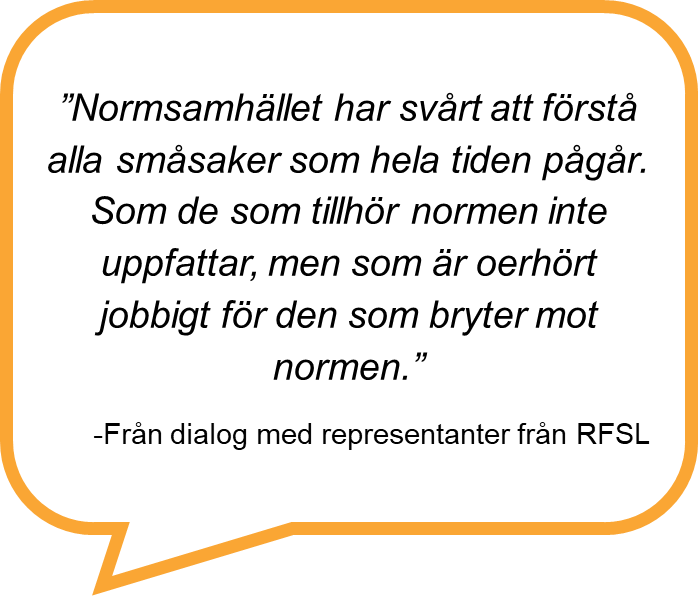 ”Normsamhället har svårt att förstå
alla småsaker som hela tiden pågår.
Som de som tillhör normen inte
uppfattar, men som är oerhört
jobbigt för den som bryter mot
normen.”
-Från dialog med representanter från RFSL